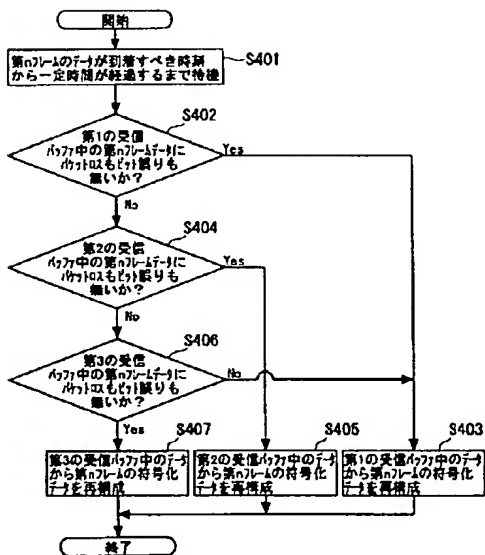 開始
第nフレームのデータが到着すべき時刻
から一定時間が経過するまで待機
S401
S402
第1の受信
バッファ中の第nフレームデータに
パケットロスもビット誤りも
無いか?
Yes
No
S404
第2の受信
バッファ中の第nフレームデータに
パケットロスもビット誤りも
無いか?
Yes
No
S406
第3の受信
バッファ中の第nフレームデータに
パケットロスもビット誤りも
無いか?
No
Yes
S407
S405
S403
第3の受信バッファ中のデータ
から第nフレームの符号化
データを再構成
第2の受信バッファ中のデータ
から第nフレームの符号化
データを再構成
第1の受信バッファ中のデータ
から第nフレームの符号化
データを再構成
終了